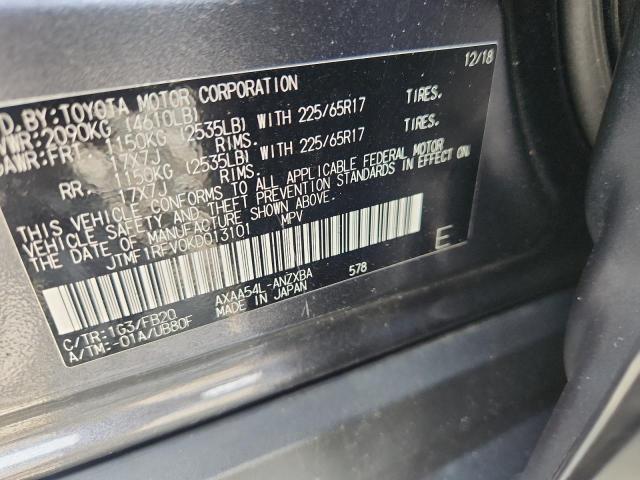 D.BY:TOYOTA MOTOR CORPORATION 12/18
VWR:2090KG (4610LB)
AWR:FRT. 1150KG (2535LB) WITH 225/65R17 TIRES.
17X7J RIMS.
RR. 1150KG (2535LB) WITH 225/65R17 TIRES.
17X7J RIMS.
THIS VEHICLE CONFORMS TO ALL APPLICABLE FEDERAL MOTOR
VEHICLE SAFETY AND THEFT PREVENTION STANDARDS IN EFFECT ON
THE DATE OF MANUFACTURE SHOWN ABOVE.
JTMF1RFV0KD013101 MPV
E
C/TR:1G3/FB20 AXAA54L-ANZXBA 578
A/TM:-01A/UB80F MADE IN JAPAN